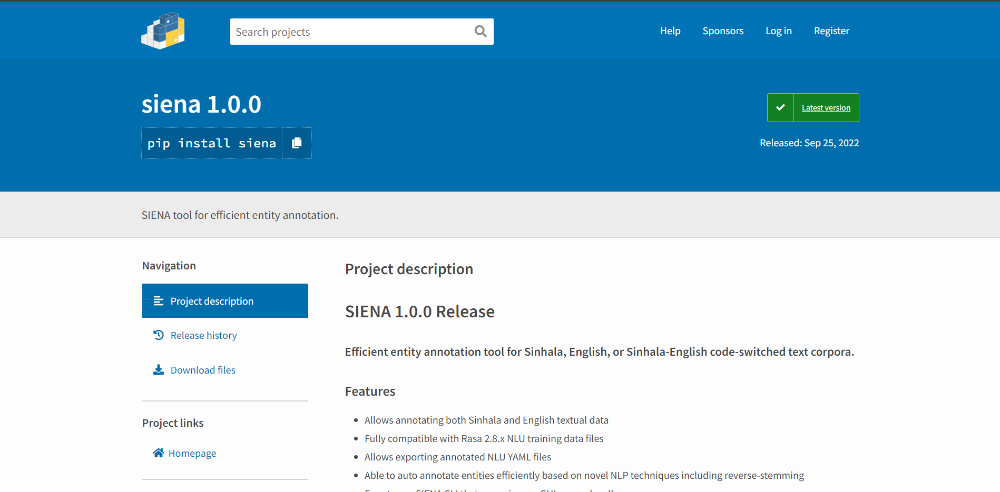 Search projects
Help
Sponsors
Log in
Register
siena 1.0.0
pip install siena
Latest version
Released: Sep 25, 2022
SIENA tool for efficient entity annotation.
Navigation
Project description
Release history
Download files
Project links
Homepage
Project description
SIENA 1.0.0 Release
Efficient entity annotation tool for Sinhala, English, or Sinhala-English code-switched text corpora.
Features
Allows annotating both Sinhala and English textual data
Fully compatible with Rasa 2.8.x NLU training data files
Allows exporting annotated NLU YAML files
Able to auto annotate entities efficiently based on novel NLP techniques including reverse-stemming